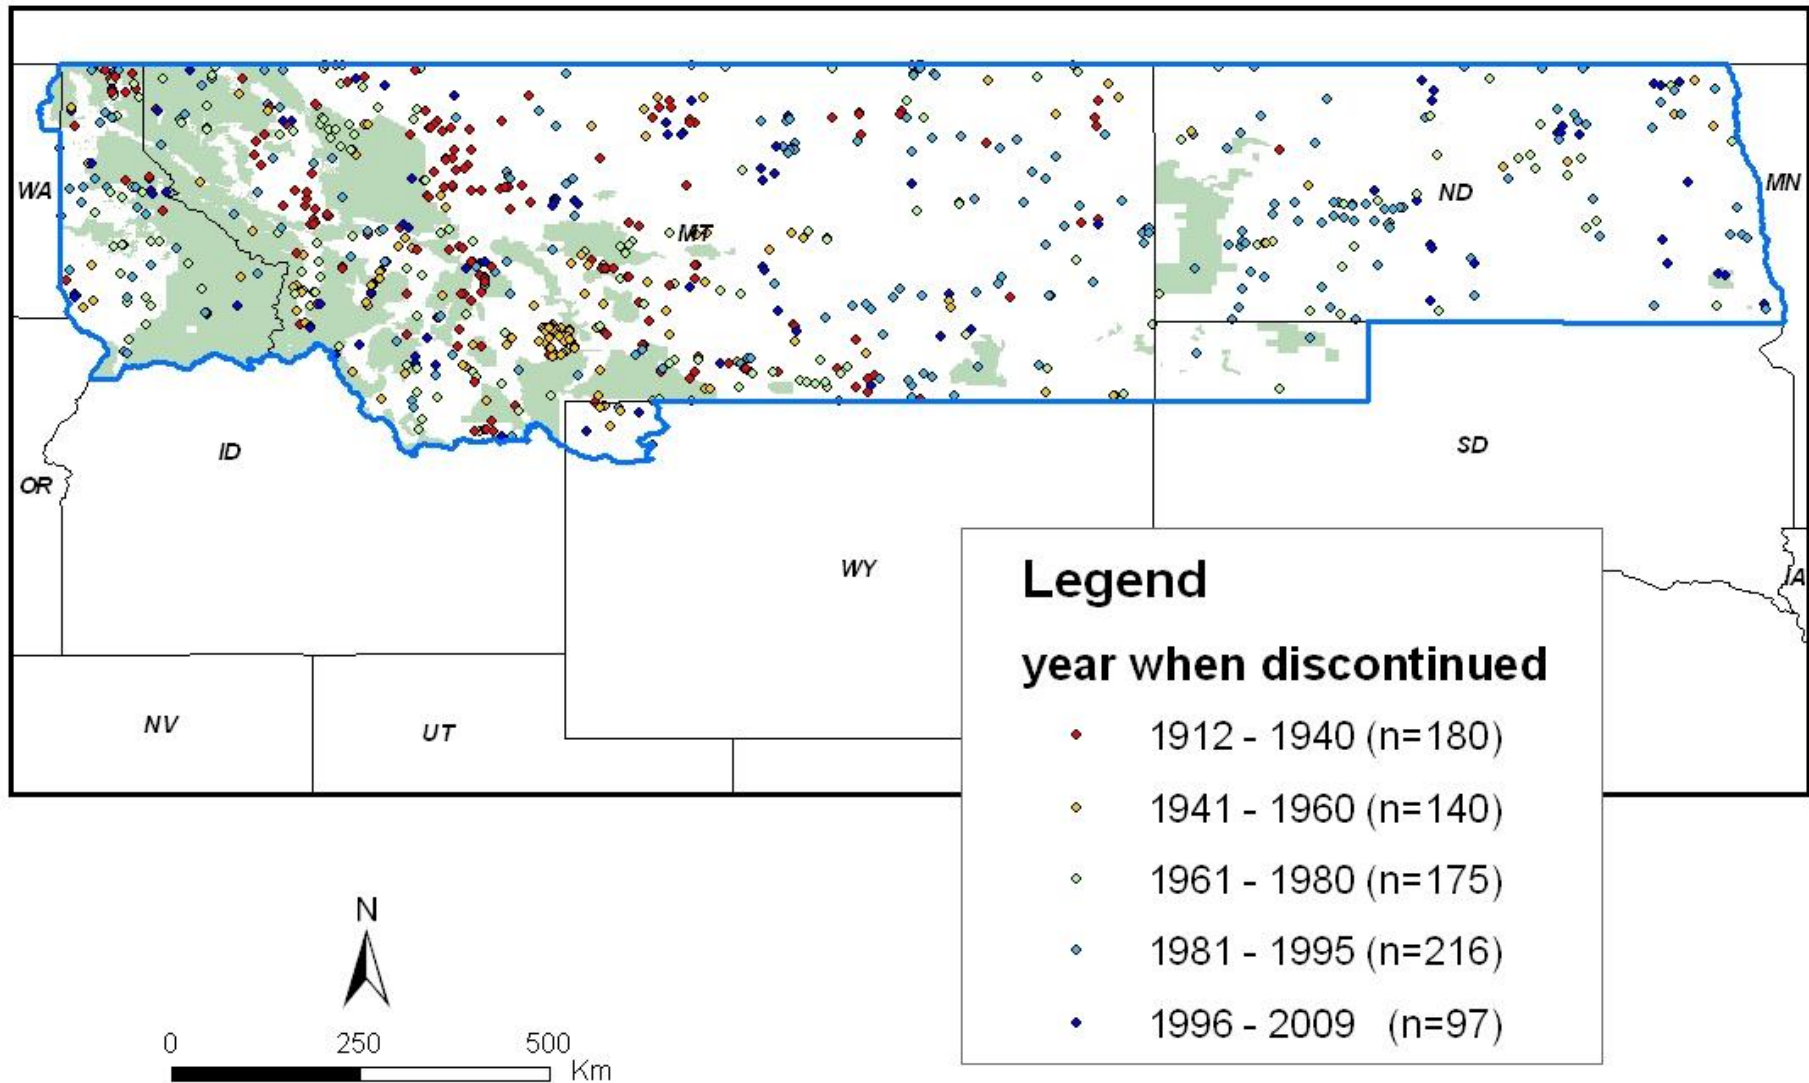 WA
MT
ND
MN
ID
SD
OR
WY
IA
NV
UT
Legend
year when discontinued
1912 - 1940 (n=180)
1941 - 1960 (n=140)
1961 - 1980 (n=175)
1981 - 1995 (n=216)
1996 - 2009 (n=97)
N
0 250 500
Km